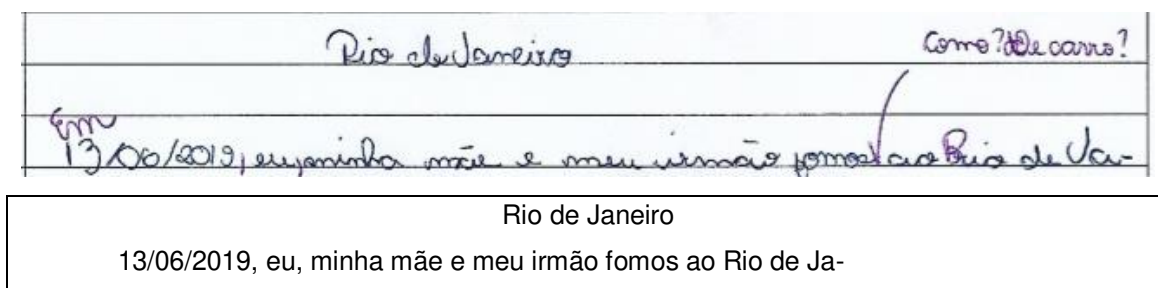 Rio de Janeiro
Como? De carro?
Em
13/06/2019, eu, minha mãe e meu irmão fomos ao Rio de Ja-
Rio de Janeiro
13/06/2019, eu, minha mãe e meu irmão fomos ao Rio de Ja-